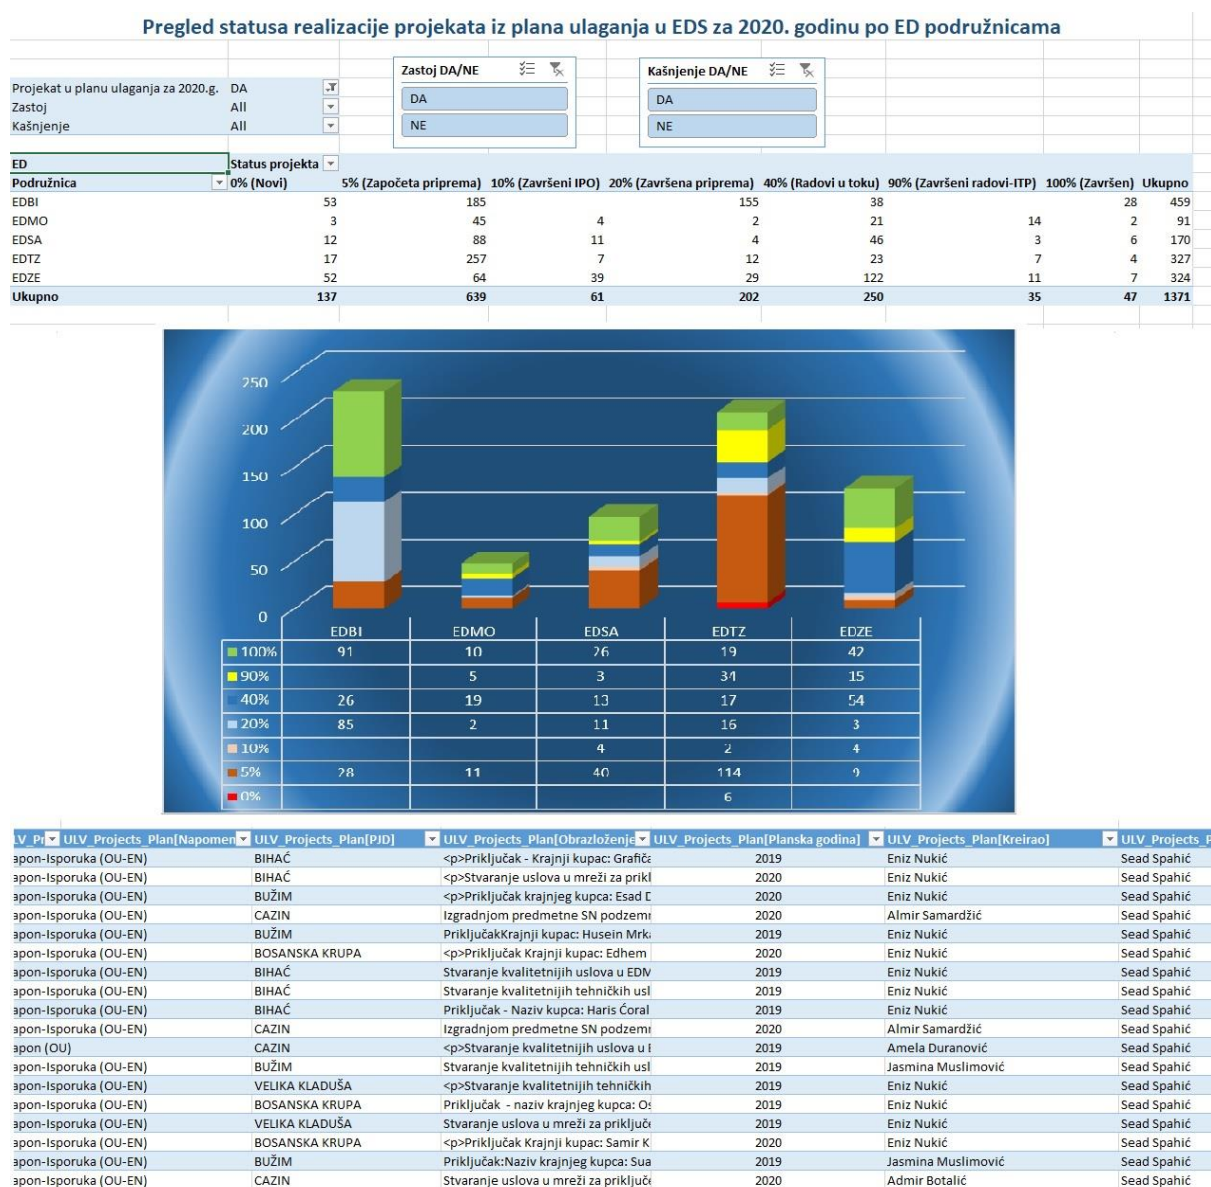 Pregled statusa realizacije projekata iz plana ulaganja u EDS za 2020. godinu po ED podružnicama
Zastoj DA/NE
DA
NE
Kašnjenje DA/NE
DA
NE
Projekat u planu ulaganja za 2020.g. DA
Zastoj All
Kašnjenje All
ED Status projekta
Podružnica 0% (Novi) 5% (Započeta priprema) 10% (Završeni IPO) 20% (Završena priprema) 40% (Radovi u toku) 90% (Završeni radovi-ITP) 100% (Završen) Ukupno
EDBI 53 185 155 38 28 459
EDMO 3 45 4 2 21 14 2 91
EDSA 12 88 11 4 46 3 6 170
EDTZ 17 257 7 12 23 7 4 327
EDZE 52 64 39 29 122 11 7 324
Ukupno 137 639 61 202 250 35 47 1371
250
200
150
100
50
0
EDBI EDMO EDSA EDTZ EDZE
100% 91 10 26 19 42
90% 5 3 34 15
40% 26 19 13 17 54
20% 85 2 11 16 3
10% 4 2 4
5% 28 11 40 114 9
0% 6
ULV_Projects_Plan[Napomen ULV_Projects_Plan[PJD] ULV_Projects_Plan[Obrazloženje ULV_Projects_Plan[Planska godina] ULV_Projects_Plan[Kreirao] ULV_Projects_P
apon-Isporuka (OU-EN) BIHAĆ <p>Priključak - Krajnji kupac: Grafiča 2019 Eniz Nukić Sead Spahić
apon-Isporuka (OU-EN) BIHAĆ <p>Stvaranje uslova u mreži za prikl 2020 Eniz Nukić Sead Spahić
apon-Isporuka (OU-EN) BUŽIM <p>Priključak krajnjeg kupca: Esad D 2020 Eniz Nukić Sead Spahić
apon-Isporuka (OU-EN) CAZIN Izgradnjom predmetne SN podzem 2020 Almir Samardžić Sead Spahić
apon-Isporuka (OU-EN) BUŽIM PriključakKrajnji kupac: Husein Mrk 2019 Eniz Nukić Sead Spahić
apon-Isporuka (OU-EN) BOSANSKA KRUPA <p>Priključak Krajnji kupac: Edhem 2020 Eniz Nukić Sead Spahić
apon-Isporuka (OU-EN) BIHAĆ Stvaranje kvalitetnijih uslova u EDM 2019 Eniz Nukić Sead Spahić
apon-Isporuka (OU-EN) BIHAĆ Stvaranje kvalitetnijih tehničkih usl 2019 Eniz Nukić Sead Spahić
apon-Isporuka (OU-EN) BIHAĆ Priključak - Naziv kupca: Haris Ćoral 2019 Eniz Nukić Sead Spahić
apon-Isporuka (OU-EN) CAZIN Izgradnjom predmetne SN podzem 2020 Almir Samardžić Sead Spahić
apon (OU) CAZIN <p>Stvaranje kvalitetnijih uslova u 2019 Amela Duranović Sead Spahić
apon-Isporuka (OU-EN) BUŽIM Stvaranje kvalitetnijih tehničkih usl 2019 Jasmina Muslimović Sead Spahić
apon-Isporuka (OU-EN) VELIKA KLADUŠA <p>Stvaranje kvalitetnijih tehničkih 2019 Eniz Nukić Sead Spahić
apon-Isporuka (OU-EN) BOSANSKA KRUPA Priključak - naziv krajnjeg kupca: Os 2019 Eniz Nukić Sead Spahić
apon-Isporuka (OU-EN) VELIKA KLADUŠA Stvaranje uslova u mreži za priključe 2019 Eniz Nukić Sead Spahić
apon-Isporuka (OU-EN) BOSANSKA KRUPA <p>Priključak Krajnji kupac: Samir K 2020 Eniz Nukić Sead Spahić
apon-Isporuka (OU-EN) BUŽIM Priključak:Naziv krajnjeg kupca: Sua 2019 Jasmina Muslimović Sead Spahić
apon-Isporuka (OU-EN) CAZIN Stvaranje uslova u mreži za priključe 2020 Admir Botalić Sead Spahić